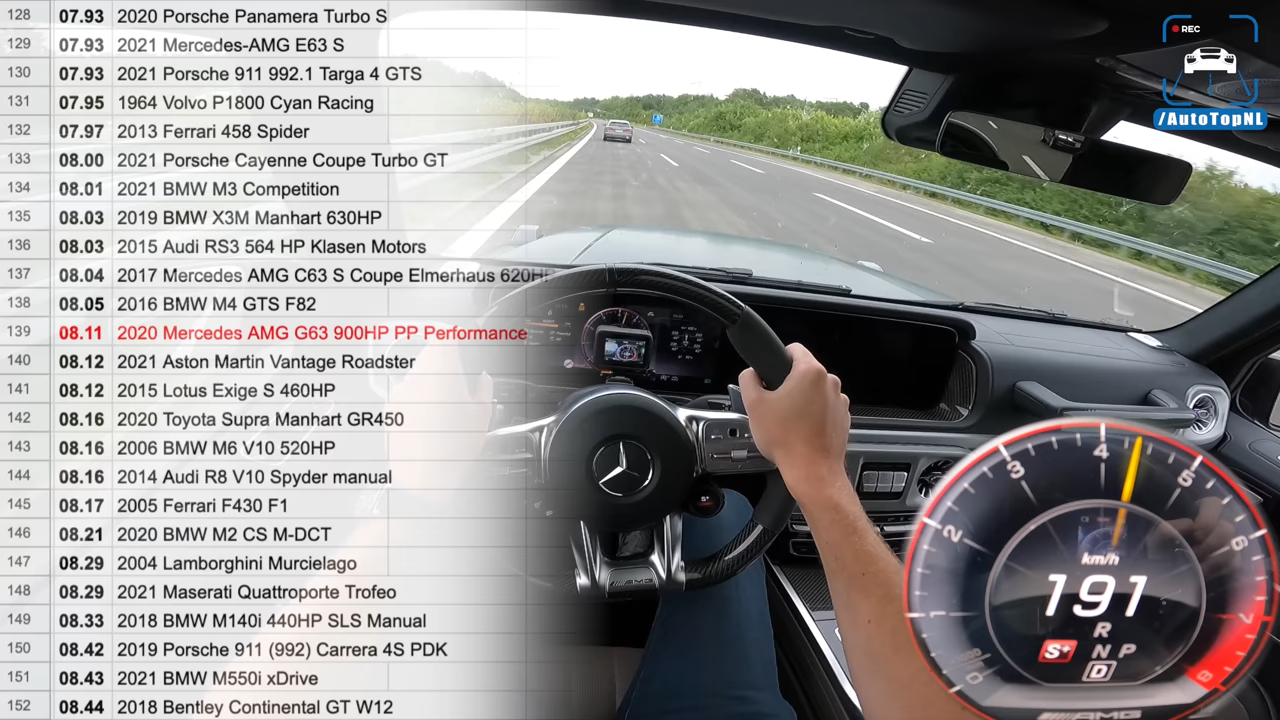 128 07.93 2020 Porsche Panamera Turbo S
129 07.93 2021 Mercedes-AMG E63 S
130 07.93 2021 Porsche 911 992.1 Targa 4 GTS
131 07.95 1964 Volvo P1800 Cyan Racing
132 07.97 2013 Ferrari 458 Spider
133 08.00 2021 Porsche Cayenne Coupe Turbo GT
134 08.01 2021 BMW M3 Competition
135 08.03 2019 BMW X3M Manhart 630HP
136 08.03 2015 Audi RS3 564 HP Klasen Motors
137 08.04 2017 Mercedes AMG C63 S Coupe Elmerhaus 620HP
138 08.05 2016 BMW M4 GTS F82
139 08.11 2020 Mercedes AMG G63 900HP PP Performance
140 08.12 2021 Aston Martin Vantage Roadster
141 08.12 2015 Lotus Exige S 460HP
142 08.16 2020 Toyota Supra Manhart GR450
143 08.16 2006 BMW M6 V10 520HP
144 08.16 2014 Audi R8 V10 Spyder manual
145 08.17 2005 Ferrari F430 F1
146 08.21 2020 BMW M2 CS M-DCT
147 08.29 2004 Lamborghini Murcielago
148 08.29 2021 Maserati Quattroporte Trofeo
149 08.33 2018 BMW M140i 440HP SLS Manual
150 08.42 2019 Porsche 911 (992) Carrera 4S PDK
151 08.43 2021 BMW M550i xDrive
152 08.44 2018 Bentley Continental GT W12
REC
/AutoTopNL
S+
AMG
0 1 2 3 4 5 6 7 8
km/h
191
R
S+ N P
D
AMG